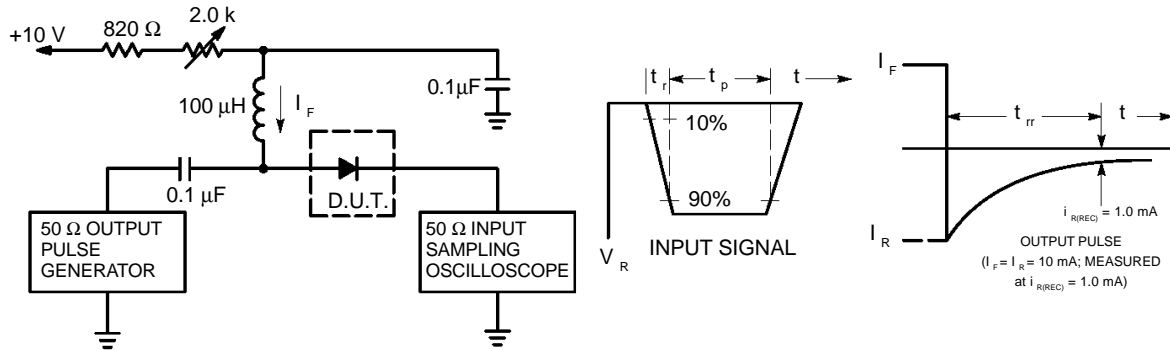 +10 V
820 Ω
2.0 k
100 μH
I F
0.1μF
0.1 μF
D.U.T.
50 Ω OUTPUT
PULSE
GENERATOR
50 Ω INPUT
SAMPLING
OSCILLOSCOPE
t r
t p
t
10%
90%
V R
INPUT SIGNAL
I F
t rr
t
I R
i R(REC) = 1.0 mA
OUTPUT PULSE
(I F = I R = 10 mA; MEASURED
at i R(REC) = 1.0 mA)